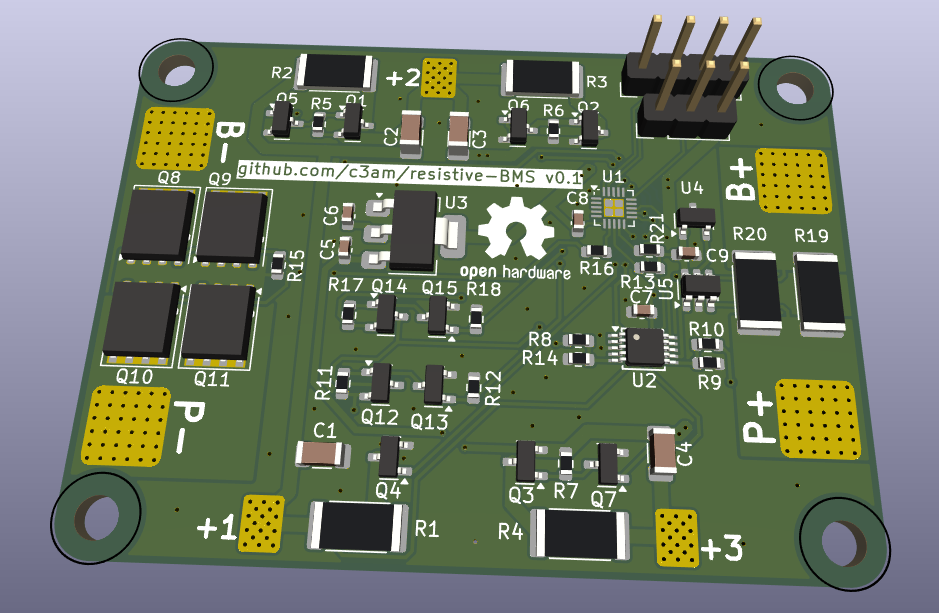 R2
+2
R3
Q5
R5
Q1
Q6
R6
Q2
B-
C2
C3
github.com/c3am/resistive-BMS v0.1
U1
B+
Q8
Q9
C6
U3
C8
U4
R21
C5
open hardware
R16
C9
R20
R19
R15
R13
U5
R17
Q14
Q15
R18
C7
R8
R14
R10
U2
R9
Q10
Q11
R11
Q12
Q13
R12
P-
P+
C1
Q4
Q3
R7
Q7
C4
+1
R1
R4
+3